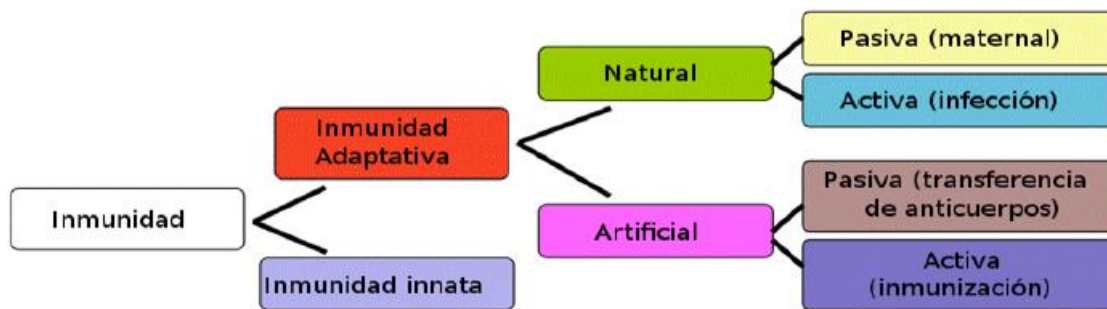 Pasiva (maternal)
Natural
Activa (infección)
Inmunidad
Adaptativa
Pasiva (transferencia
de anticuerpos)
Inmunidad
Artificial
Activa
(inmunización)
Inmunidad innata